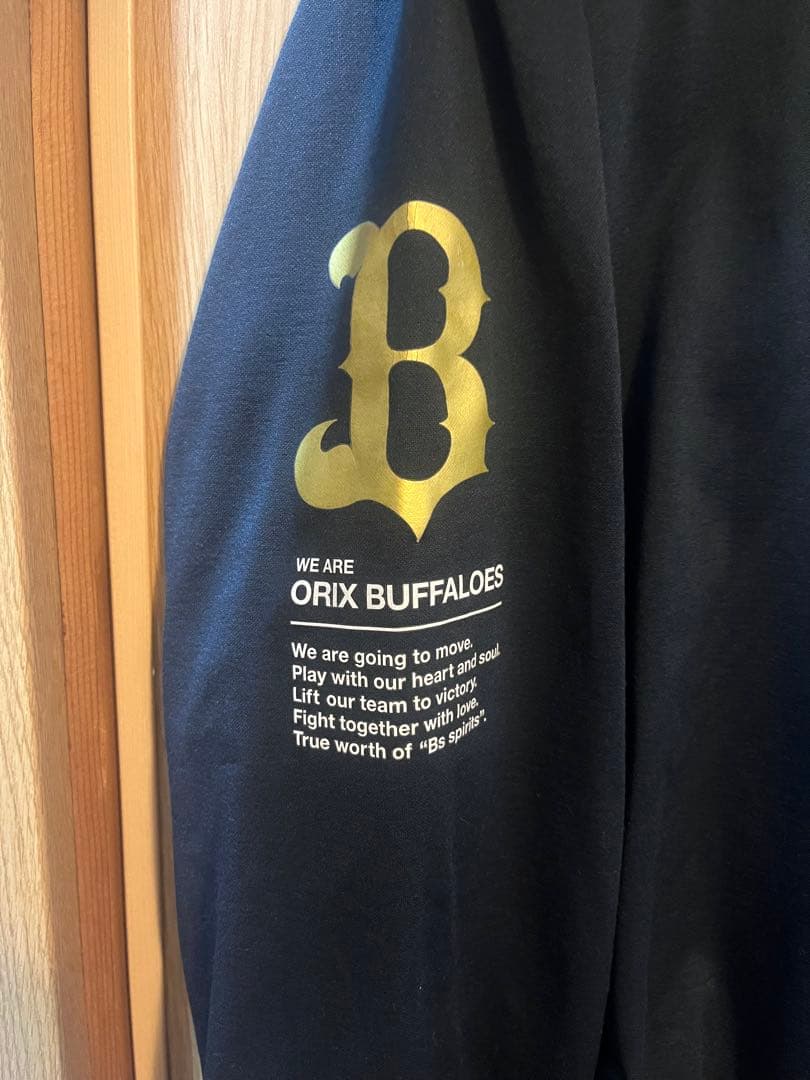 B
WE ARE
ORIX BUFFALOES
We are going to move.
Play with our heart and soul.
Lift our team to victory.
Fight together with love.
True worth of “Bs spirits”.